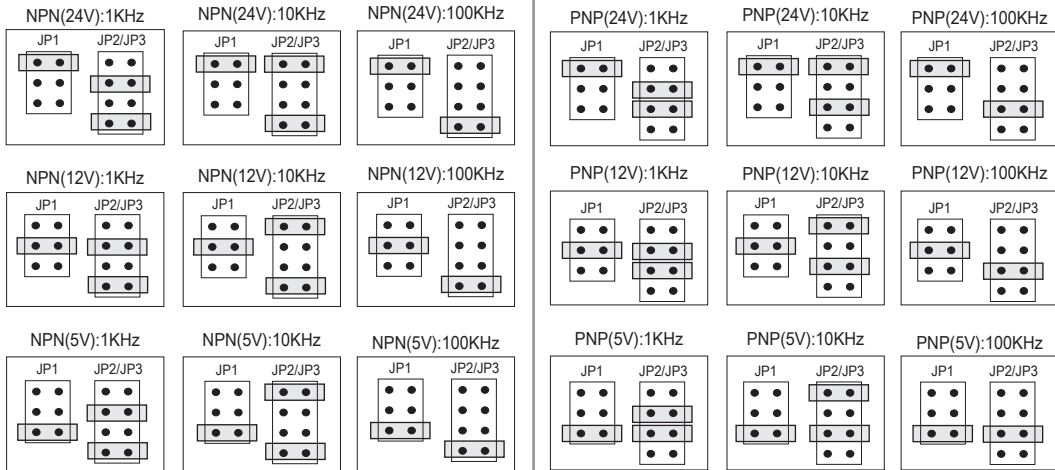 NPN(24V):1KHz NPN(24V):10KHz NPN(24V):100KHz
JP1 JP2/JP3 JP1 JP2/JP3 JP1 JP2/JP3
NPN(12V):1KHz NPN(12V):10KHz NPN(12V):100KHz
JP1 JP2/JP3 JP1 JP2/JP3 JP1 JP2/JP3
NPN(5V):1KHz NPN(5V):10KHz NPN(5V):100KHz
JP1 JP2/JP3 JP1 JP2/JP3 JP1 JP2/JP3
PNP(24V):1KHz PNP(24V):10KHz PNP(24V):100KHz
JP1 JP2/JP3 JP1 JP2/JP3 JP1 JP2/JP3
PNP(12V):1KHz PNP(12V):10KHz PNP(12V):100KHz
JP1 JP2/JP3 JP1 JP2/JP3 JP1 JP2/JP3
PNP(5V):1KHz PNP(5V):10KHz PNP(5V):100KHz
JP1 JP2/JP3 JP1 JP2/JP3 JP1 JP2/JP3